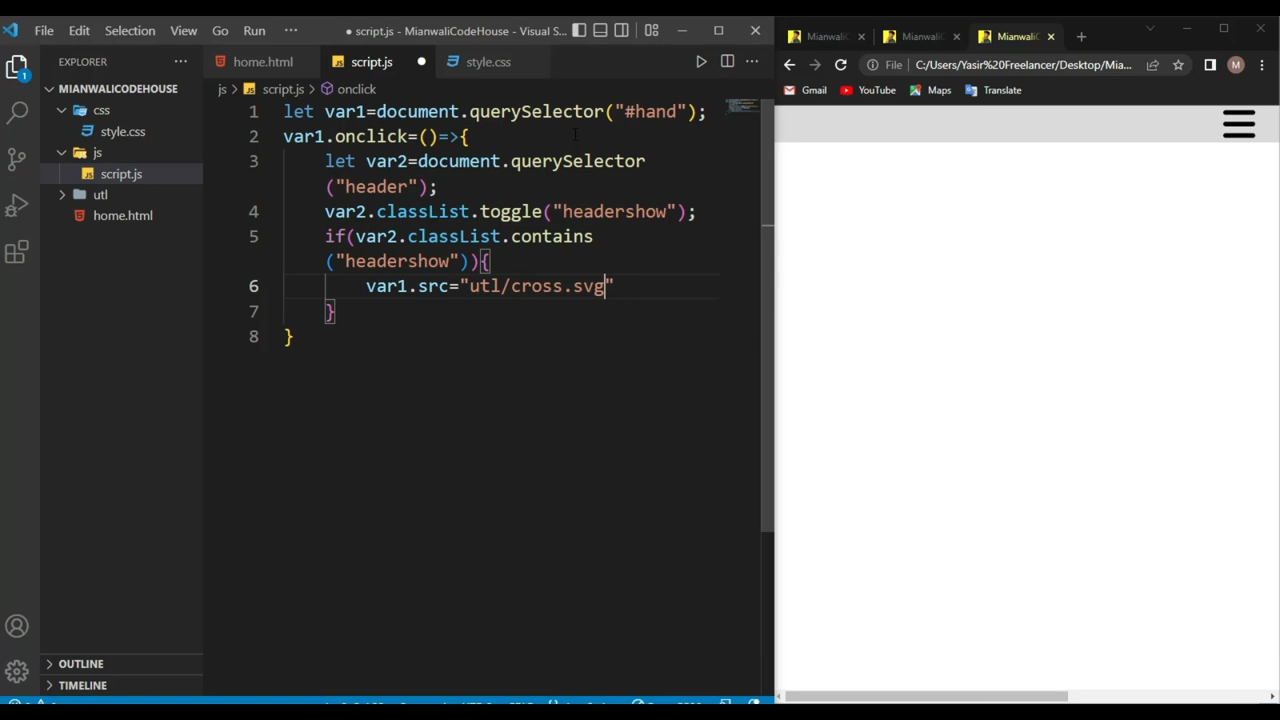 File Edit Selection View Go Run ··· ● script.js - MianwaliCodeHouse - Visual S...
EXPLORER ···
home.html
script.js
style.css
MIANWALICODEHOUSE
css
style.css
js
script.js
utl
home.html
OUTLINE
TIMELINE
1
js > script.js > onclick
1 let var1=document.querySelector("#hand");
2 var1.onclick=()=>{
3 let var2=document.querySelector
("header");
4 var2.classList.toggle("headershow");
5 if(var2.classList.contains
("headershow")){
6 var1.src="utl/cross.svg"
7 }
8 }
MianwaliC
MianwaliC
MianwaliC
File C:/Users/Yasir%20Freelancer/Desktop/Mia...
M
Gmail YouTube Maps Translate